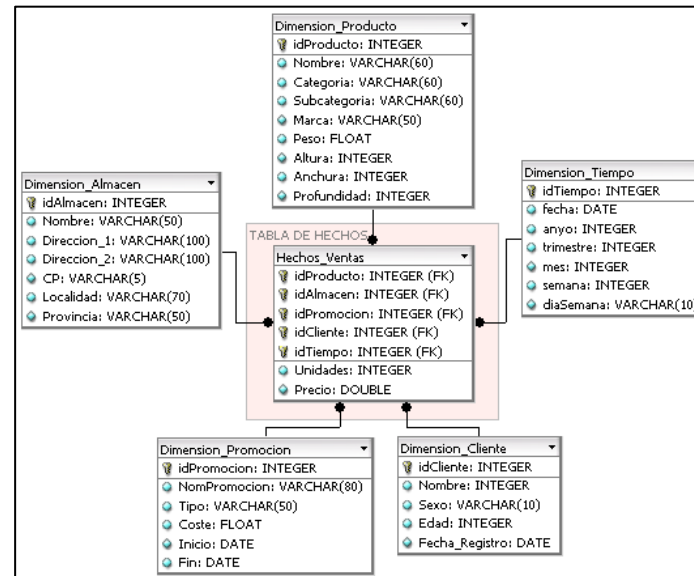 Dimension_Producto
idProducto: INTEGER
Nombre: VARCHAR(60)
Categoria: VARCHAR(60)
Subcategoria: VARCHAR(60)
Marca: VARCHAR(50)
Peso: FLOAT
Altura: INTEGER
Anchura: INTEGER
Profundidad: INTEGER
Dimension_Almacen
idAlmacen: INTEGER
Nombre: VARCHAR(50)
Direccion_1: VARCHAR(100)
Direccion_2: VARCHAR(100)
CP: VARCHAR(5)
Localidad: VARCHAR(70)
Provincia: VARCHAR(50)
Dimension_Tiempo
idTiempo: INTEGER
fecha: DATE
anyo: INTEGER
trimestre: INTEGER
mes: INTEGER
semana: INTEGER
diaSemana: VARCHAR(10
TABLA DE HECHOS
Hechos_Ventas
idProducto: INTEGER (FK)
idAlmacen: INTEGER (FK)
idPromocion: INTEGER (FK)
idCliente: INTEGER (FK)
idTiempo: INTEGER (FK)
Unidades: INTEGER
Precio: DOUBLE
Dimension_Promocion
idPromocion: INTEGER
NomPromocion: VARCHAR(80)
Tipo: VARCHAR(50)
Coste: FLOAT
Inicio: DATE
Fin: DATE
Dimension_Cliente
idCliente: INTEGER
Nombre: INTEGER
Sexo: VARCHAR(10)
Edad: INTEGER
Fecha_Registro: DATE